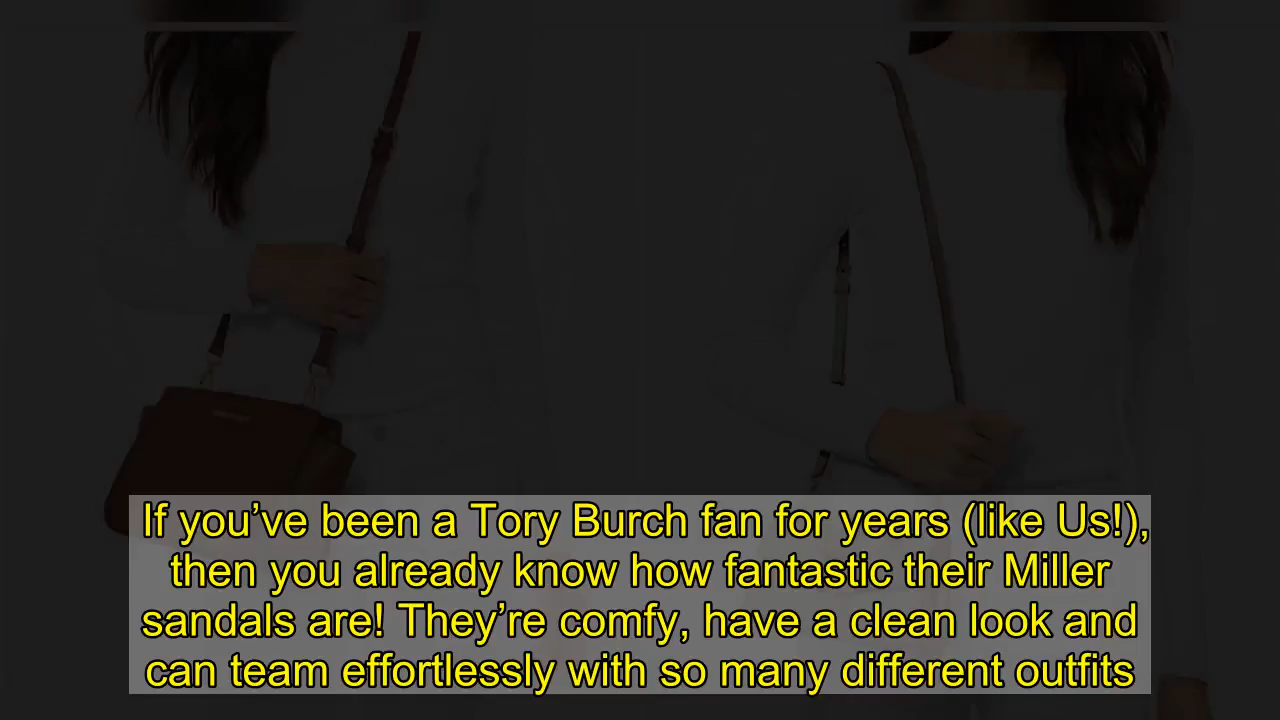 If you’ve been a Tory Burch fan for years (like Us!),
then you already know how fantastic their Miller
sandals are! They’re comfy, have a clean look and
can team effortlessly with so many different outfits